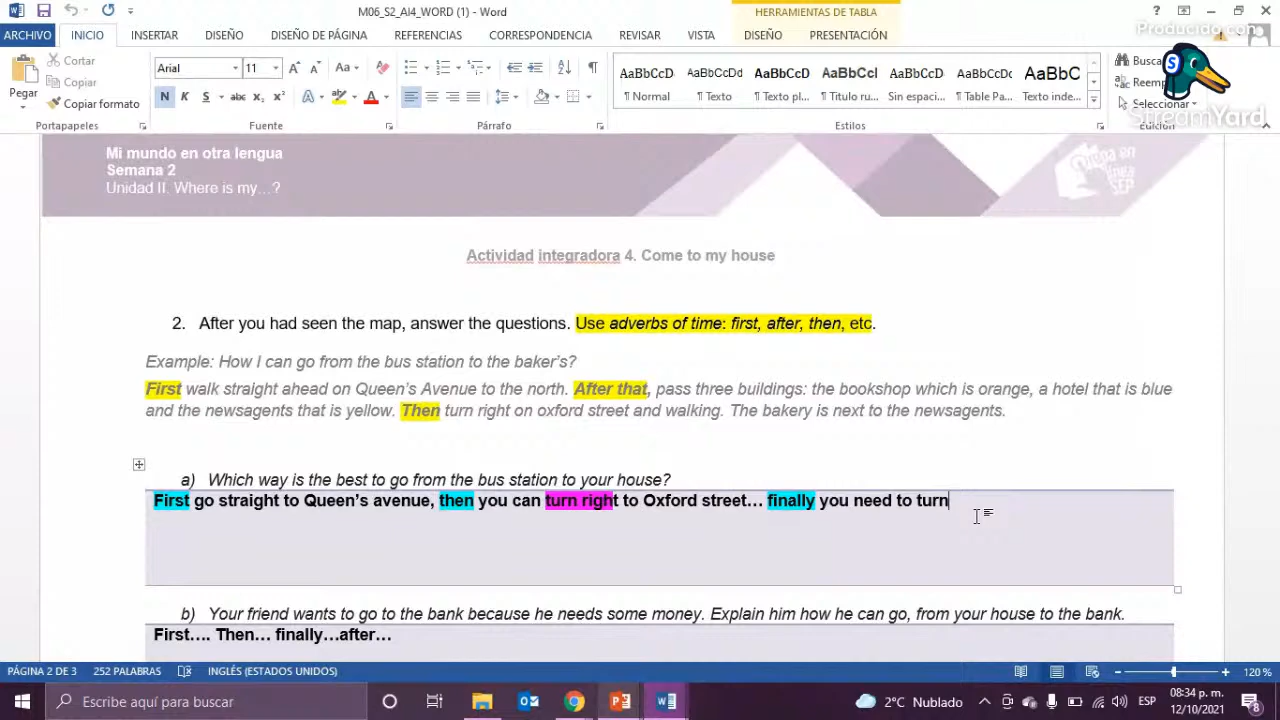 M06_S2_AI4_WORD (1) - Word
HERRAMIENTAS DE TABLA
ARCHIVO INICIO INSERTAR DISEÑO DISEÑO DE PÁGINA REFERENCIAS CORRESPONDENCIA REVISAR VISTA DISEÑO PRESENTACIÓN
Producido con
StreamYard
Pegar
Cortar
Copiar
Copiar formato
Portapapeles
Arial 11
N K S abc x₂ x²
Fuente
Párrafo
AaBbCcD AaBbCcDd AaBbCcD AaBbCcI AaBbCcD AaBbCcDc AaBbC
¶ Normal ¶ Texto ¶ Texto pl... ¶ Titulo ru... Sin espaci... ¶ Table Pa... Texto inde...
Estilos
Busca
Reemp
Seleccionar
Edición
Mi mundo en otra lengua
Semana 2
Unidad II. Where is my…?
Actividad integradora 4. Come to my house
2. After you had seen the map, answer the questions. Use adverbs of time: first, after, then, etc.
Example: How I can go from the bus station to the baker's?
First walk straight ahead on Queen's Avenue to the north. After that, pass three buildings: the bookshop which is orange, a hotel that is blue
and the newsagents that is yellow. Then turn right on oxford street and walking. The bakery is next to the newsagents.
a) Which way is the best to go from the bus station to your house?
First go straight to Queen's avenue, then you can turn right to Oxford street… finally you need to turn
b) Your friend wants to go to the bank because he needs some money. Explain him how he can go, from your house to the bank.
First…. Then… finally…after…
PÁGINA 2 DE 3 252 PALABRAS INGLÉS (ESTADOS UNIDOS) 120 %
Escribe aquí para buscar
2°C Nublado
ESP
08:34 p. m.
12/10/2021
8